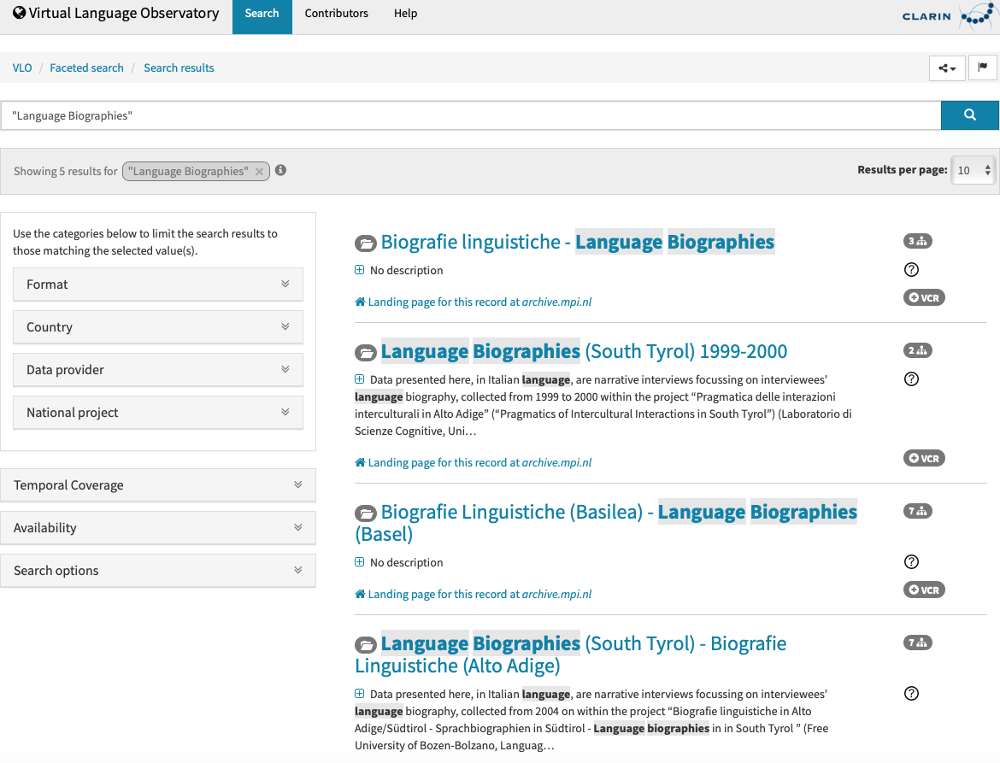 Virtual Language Observatory
Search
Contributors
Help
CLARIN
VLO / Faceted search / Search results
"Language Biographies"
Showing 5 results for "Language Biographies" ×
Results per page: 10
Use the categories below to limit the search results to
those matching the selected value(s).
Format
Country
Data provider
National project
Temporal Coverage
Availability
Search options
Biografie linguistiche - Language Biographies
3
No description
Landing page for this record at archive.mpi.nl
VCR
Language Biographies (South Tyrol) 1999-2000
2
Data presented here, in Italian language, are narrative interviews focussing on interviewees’
language biography, collected from 1999 to 2000 within the project “Pragmatica delle interazioni
interculturali in Alto Adige” (“Pragmatics of Intercultural Interactions in South Tyrol”) (Laboratorio di
Scienze Cognitive, Uni…
Landing page for this record at archive.mpi.nl
VCR
Biografie Linguistiche (Basilea) - Language Biographies
(Basel)
7
No description
Landing page for this record at archive.mpi.nl
VCR
Language Biographies (South Tyrol) - Biografie
Linguistiche (Alto Adige)
7
Data presented here, in Italian language, are narrative interviews focussing on interviewees’
language biography, collected from 2004 on within the project “Biografie linguistiche in Alto
Adige/Südtirol - Sprachbiographien in Südtirol - Language biographies in in South Tyrol ” (Free
University of Bozen-Bolzano, Languag…